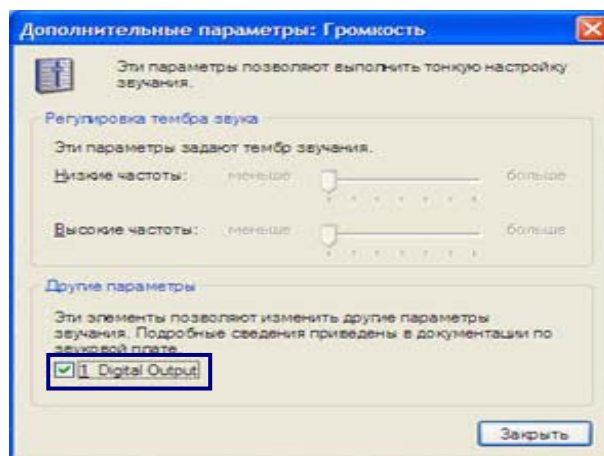 Дополнительные параметры: Громкость
Эти параметры позволяют выполнить тонкую настройку
звучания.
Регулировка тембра звука
Эти параметры задают тембр звучания.
Низкие частоты: меньше больше
Высокие частоты: меньше больше
Другие параметры
Эти элементы позволяют изменить другие параметры
звучания. Подробные сведения приведены в документации по
звуковой плате.
1 Digital Output
Закрыть